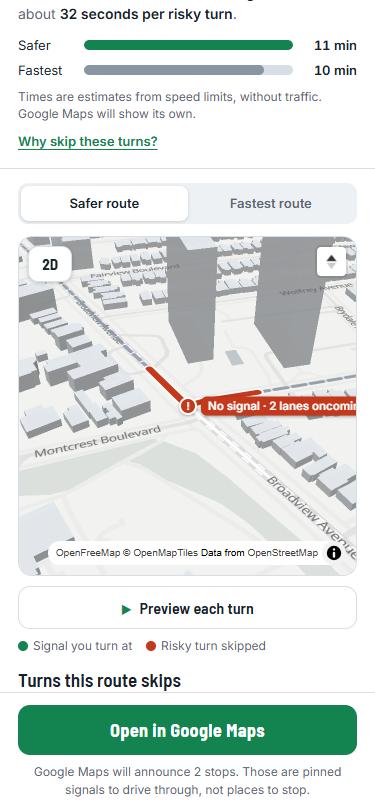 about 32 seconds per risky turn.
Safer 11 min
Fastest 10 min
Times are estimates from speed limits, without traffic.
Google Maps will show its own.
Why skip these turns?
Safer route Fastest route
2D
Fairview Boulevard
No signal · 2 lanes oncomin
Montcrest Boulevard
Broadview Avenue
OpenFreeMap © OpenMapTiles Data from OpenStreetMap
Preview each turn
Signal you turn at Risky turn skipped
Turns this route skips
Open in Google Maps
Google Maps will announce 2 stops. Those are pinned
signals to drive through, not places to stop.